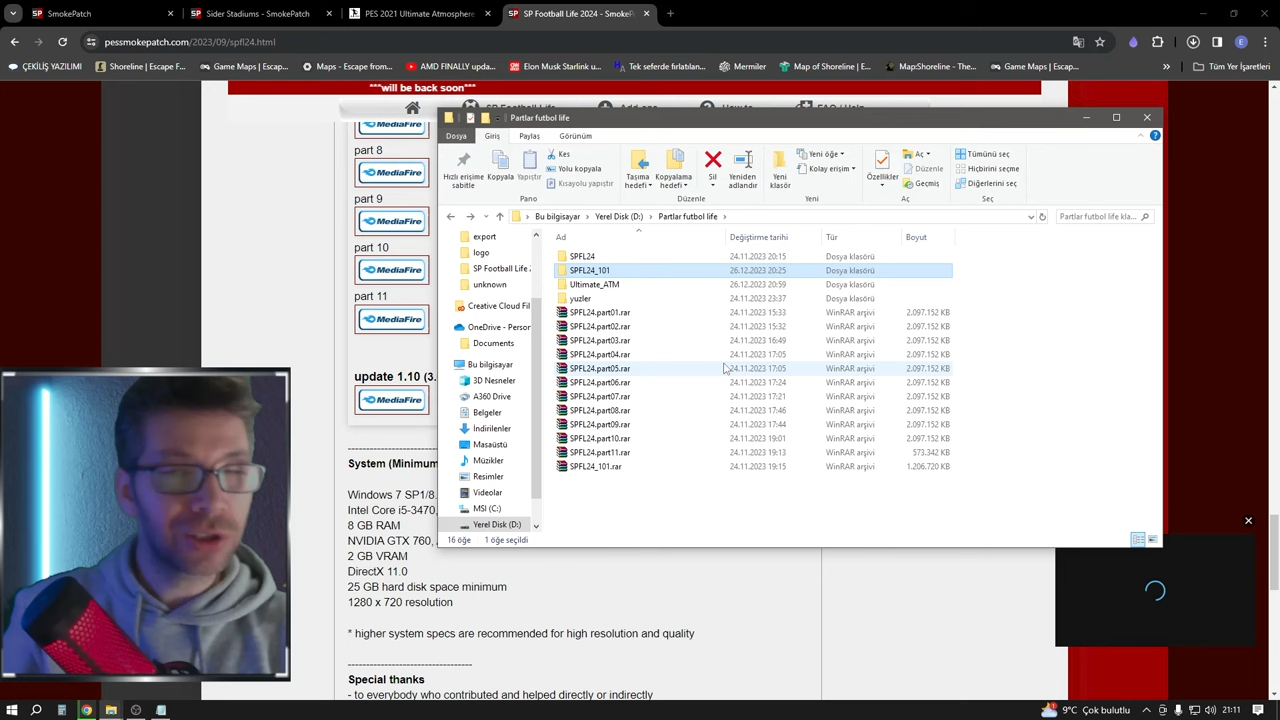 SmokePatch
Sider Stadiums - SmokePatch
PES 2021 Ultimate Atmosphere
SP Football Life 2024 - SmokeP
pessmokepatch.com/2023/09/spfl24.html
ÇEKİLİŞ YAZILIMI
Shoreline | Escape F...
Game Maps | Escap...
Maps - Escape from...
AMD FINALLY upda...
Elon Musk Starlink u...
Tek seferde fırlatılan...
Mermiler
Map of Shoreline | ...
Map:Shoreline - The...
Game Maps | Escap...
Yer İşaretleri
***will be back soon***
SP Football Life
Add ons
How to
FAQ / Help
MediaFire
part 8
MediaFire
part 9
MediaFire
part 10
MediaFire
part 11
MediaFire
update 1.10 (3.
MediaFire
System (Minimum
Windows 7 SP1/8.
Intel Core i5-3470,
8 GB RAM
NVIDIA GTX 760,
2 GB VRAM
DirectX 11.0
25 GB hard disk space minimum
1280 x 720 resolution
* higher system specs are recommended for high resolution and quality
Special thanks
- to everybody who contributed and helped directly or indirectly
Partlar futbol life
Dosya
Giriş
Paylaş
Görünüm
Hızlı erişime sabitle
Kopyala
Yapıştır
Kes
Yolu kopyala
Kısayolu yapıştır
Taşıma hedefi
Kopyalama hedefi
Sil
Yeniden adlandır
Yeni klasör
Yeni öğe
Kolay erişim
Özellikler
Aç
Düzenle
Geçmiş
Tümünü seç
Hiçbirini seçme
Diğerlerini seç
Pano
Düzenle
Yeni
Aç
Seç
Bu bilgisayar > Yerel Disk (D:) > Partlar futbol life >
Partlar futbol life kla...
export
logo
SP Football Life 2
unknown
Creative Cloud Fil
OneDrive - Person
Documents
Bu bilgisayar
3D Nesneler
A360 Drive
Belgeler
İndirilenler
Masaüstü
Müzikler
Resimler
Videolar
MSI (C:)
Yerel Disk (D:)
Ad Değiştirme tarihi Tür Boyut
SPFL24 24.11.2023 20:15 Dosya klasörü
SPFL24_101 26.12.2023 20:25 Dosya klasörü
Ultimate_ATM 26.12.2023 20:59 Dosya klasörü
yuzler 24.11.2023 23:37 Dosya klasörü
SPFL24.part01.rar 24.11.2023 15:33 WinRAR arşivi 2.097.152 KB
SPFL24.part02.rar 24.11.2023 15:32 WinRAR arşivi 2.097.152 KB
SPFL24.part03.rar 24.11.2023 16:49 WinRAR arşivi 2.097.152 KB
SPFL24.part04.rar 24.11.2023 17:05 WinRAR arşivi 2.097.152 KB
SPFL24.part05.rar 24.11.2023 17:05 WinRAR arşivi 2.097.152 KB
SPFL24.part06.rar 24.11.2023 17:24 WinRAR arşivi 2.097.152 KB
SPFL24.part07.rar 24.11.2023 17:21 WinRAR arşivi 2.097.152 KB
SPFL24.part08.rar 24.11.2023 17:46 WinRAR arşivi 2.097.152 KB
SPFL24.part09.rar 24.11.2023 17:44 WinRAR arşivi 2.097.152 KB
SPFL24.part10.rar 24.11.2023 19:01 WinRAR arşivi 2.097.152 KB
SPFL24.part11.rar 24.11.2023 19:13 WinRAR arşivi 573.342 KB
SPFL24_101.rar 24.11.2023 19:15 WinRAR arşivi 1.206.720 KB
16 öğe
1 öğe seçildi
9°C Çok bulutlu
21:11